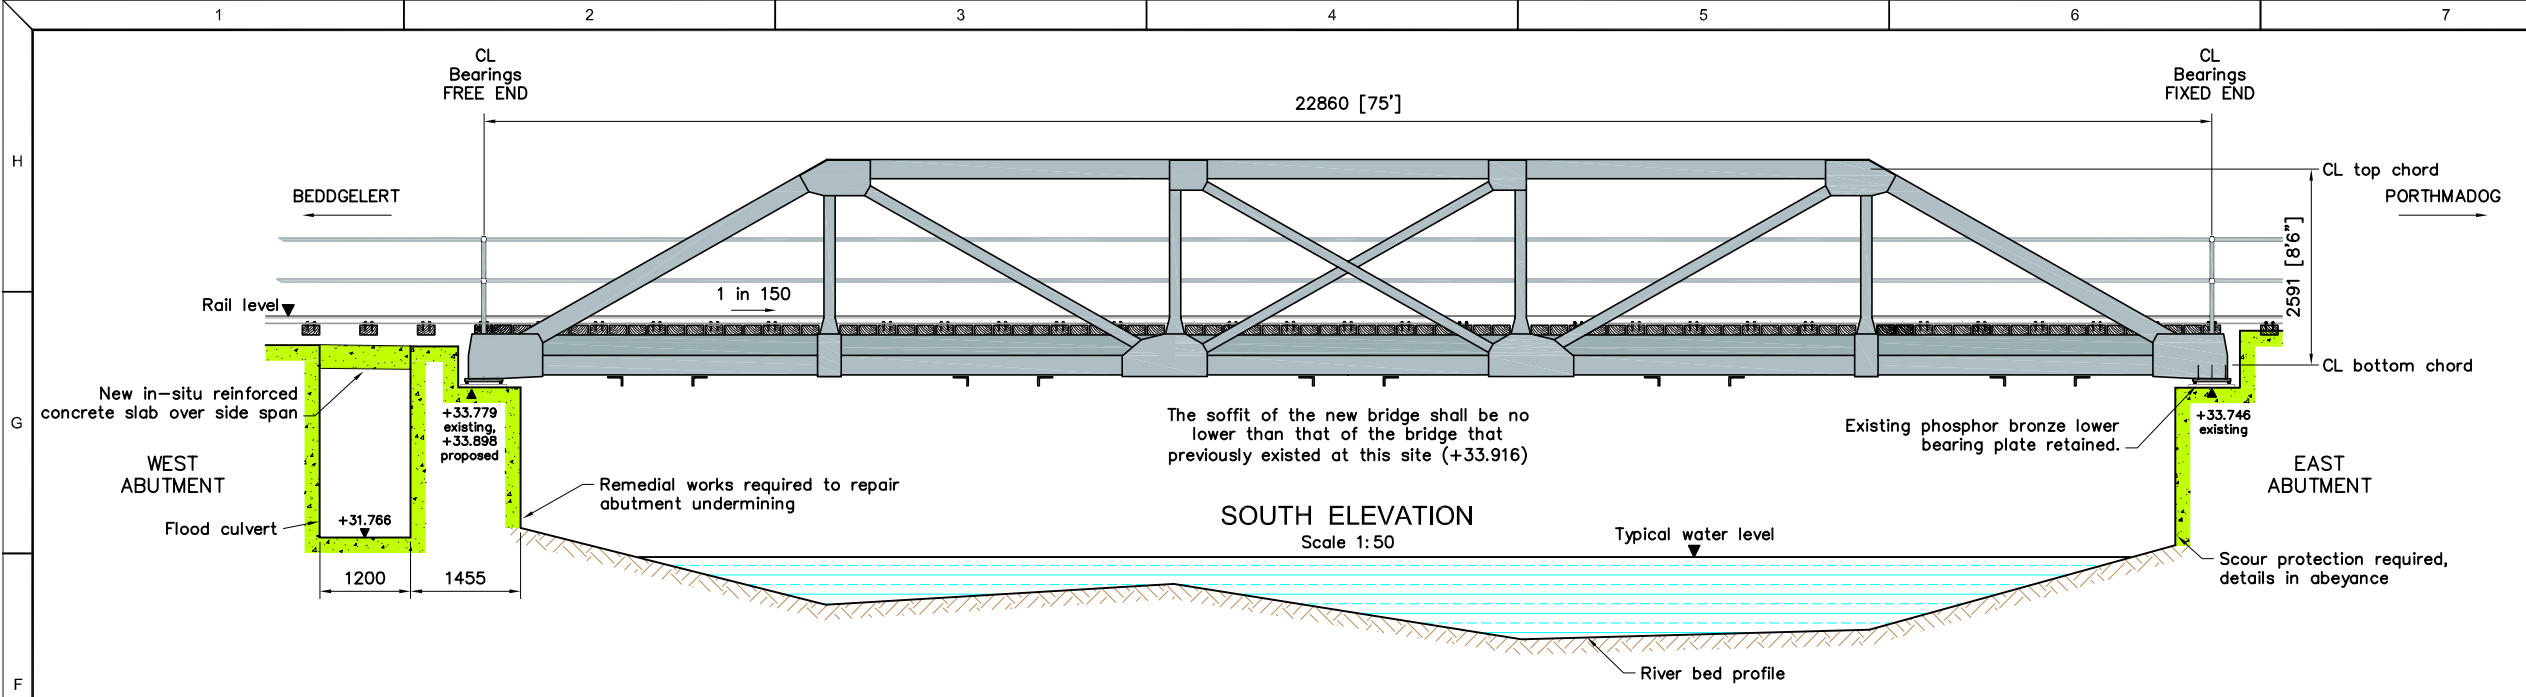 1 2 3 4 5 6 7
CL
Bearings
FREE END
CL
Bearings
FIXED END
22860 [75']
H
CL top chord
BEDDGELERT
PORTHMADOG
2591 [8'6"]
1 in 150
Rail level
CL bottom chord
New in-situ reinforced
concrete slab over side span
+33.779
existing,
+33.898
proposed
The soffit of the new bridge shall be no
lower than that of the bridge that
previously existed at this site (+33.916)
Existing phosphor bronze lower
bearing plate retained.
+33.746
existing
G
WEST
ABUTMENT
EAST
ABUTMENT
Remedial works required to repair
abutment undermining
Flood culvert
+31.766
SOUTH ELEVATION
Scale 1:50
Typical water level
Scour protection required,
details in abeyance
1200
1455
River bed profile
F